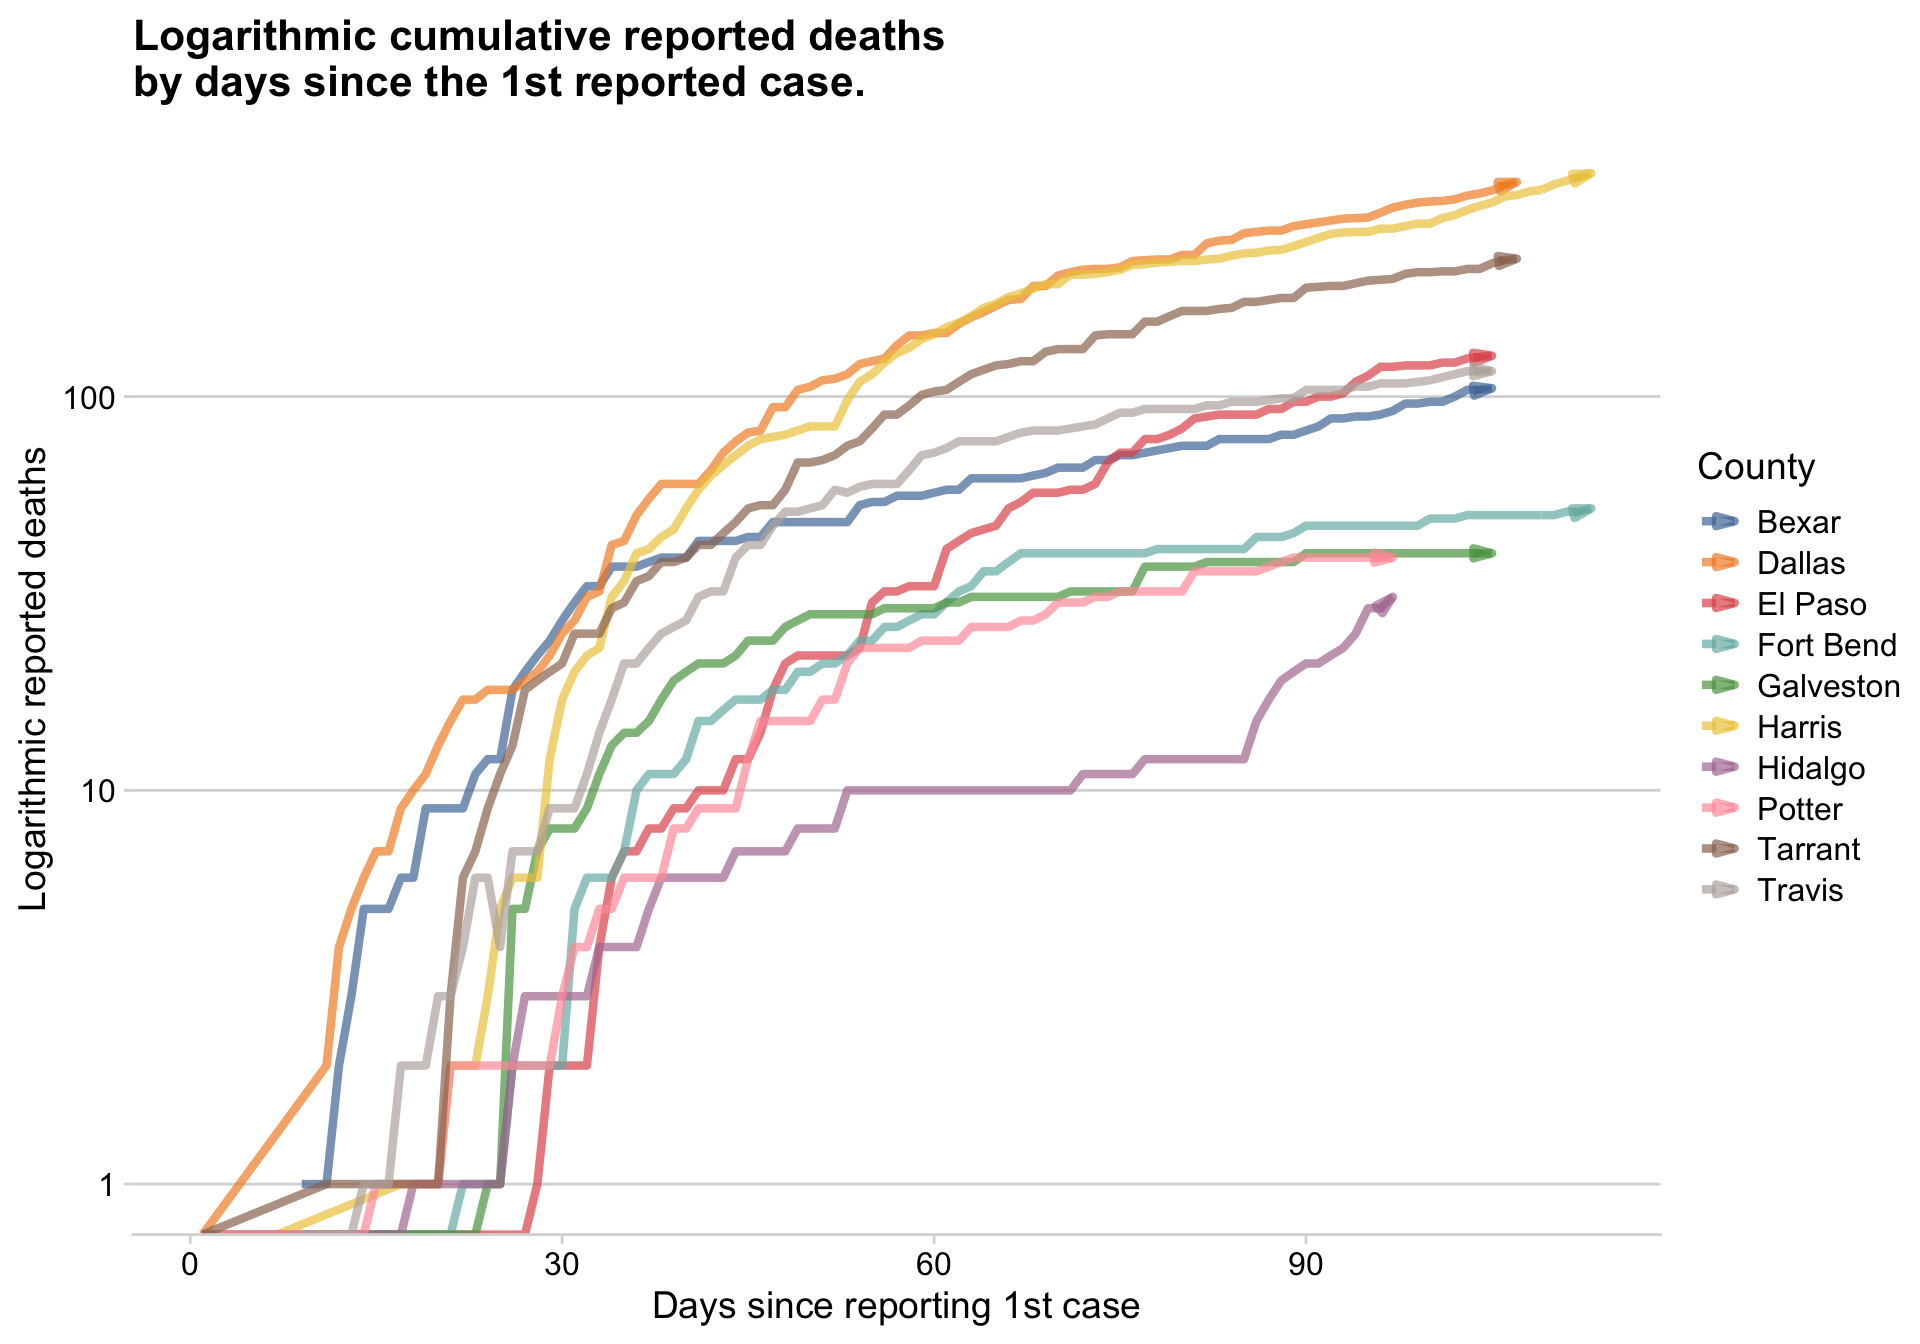 Logarithmic cumulative reported deaths
by days since the 1st reported case.
Logarithmic reported deaths
100
10
1
0
30
60
90
Days since reporting 1st case
County
Bexar
Dallas
El Paso
Fort Bend
Galveston
Harris
Hidalgo
Potter
Tarrant
Travis